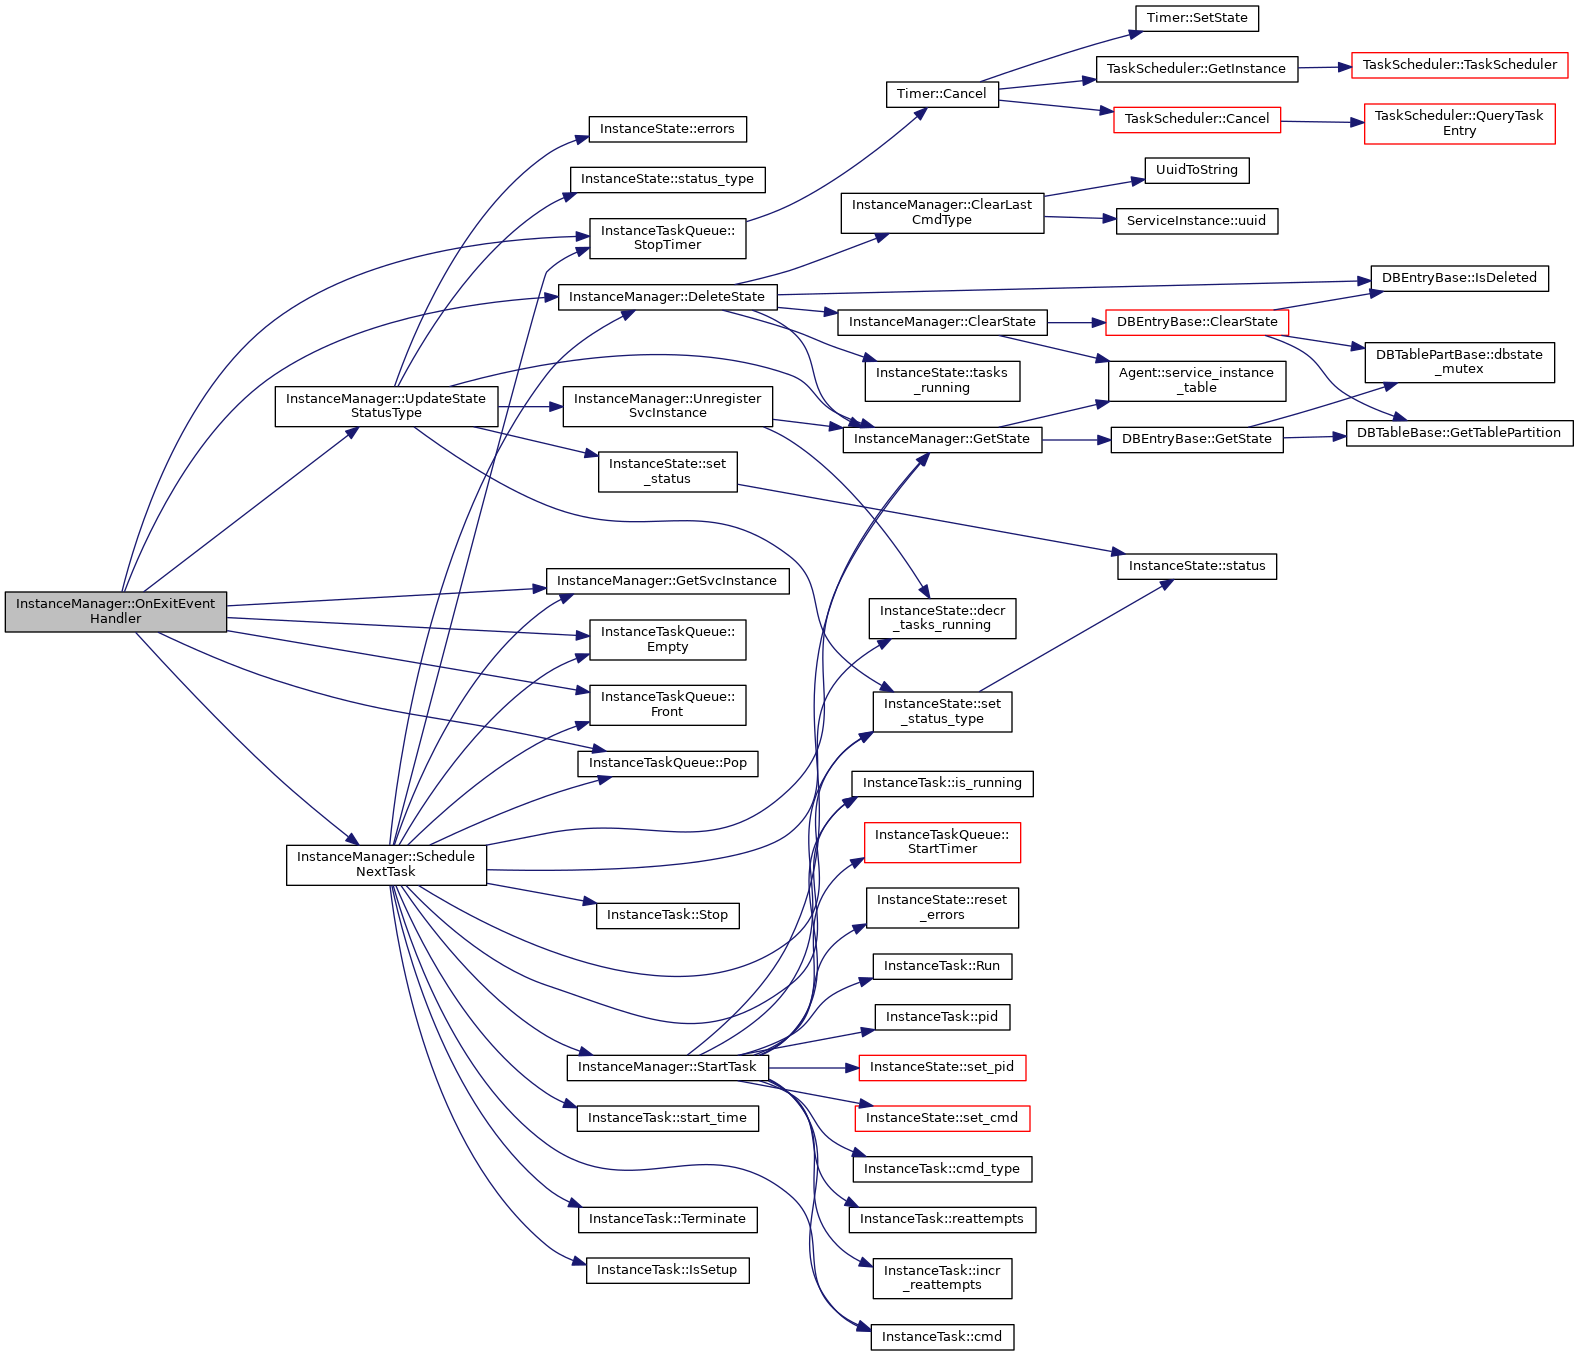 InstanceManager::OnExitEvent
Handler
InstanceManager::UpdateState
StatusType
InstanceManager::Schedule
NextTask
InstanceState::errors
InstanceState::status_type
InstanceTaskQueue::
StopTimer
InstanceManager::DeleteState
InstanceManager::Unregister
SvcInstance
InstanceState::set
_status
InstanceManager::GetSvcInstance
InstanceTaskQueue::
Empty
InstanceTaskQueue::
Front
InstanceTaskQueue::Pop
InstanceTask::Stop
InstanceManager::StartTask
InstanceTask::start_time
InstanceTask::Terminate
InstanceTask::IsSetup
Timer::Cancel
InstanceManager::ClearLast
CmdType
InstanceManager::ClearState
InstanceState::tasks
_running
InstanceManager::GetState
InstanceState::decr
_tasks_running
InstanceState::set
_status_type
InstanceTask::is_running
InstanceTaskQueue::
StartTimer
InstanceState::reset
_errors
InstanceTask::Run
InstanceTask::pid
InstanceState::set_pid
InstanceState::set_cmd
InstanceTask::cmd_type
InstanceTask::reattempts
InstanceTask::incr
_reattempts
InstanceTask::cmd
Timer::SetState
TaskScheduler::GetInstance
TaskScheduler::Cancel
UuidToString
ServiceInstance::uuid
DBEntryBase::ClearState
Agent::service_instance
_table
DBEntryBase::GetState
InstanceState::status
TaskScheduler::TaskScheduler
TaskScheduler::QueryTask
Entry
DBEntryBase::IsDeleted
DBTablePartBase::dbstate
_mutex
DBTableBase::GetTablePartition